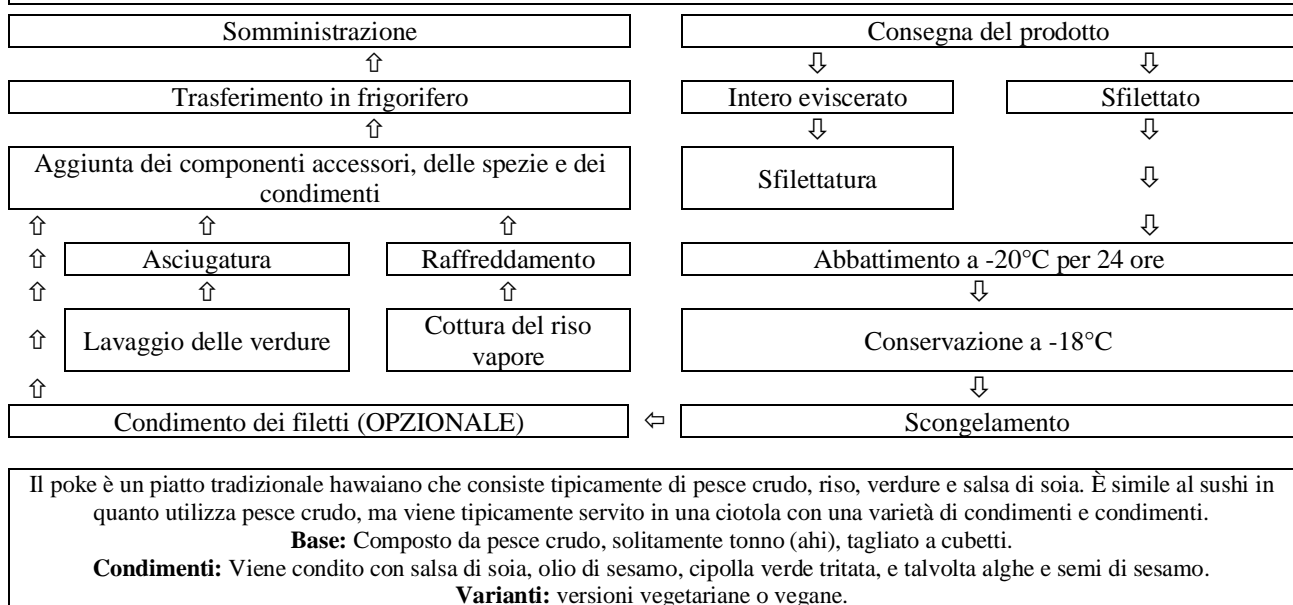 Somministrazione
Consegna del prodotto
⇧
⇩
⇩
Trasferimento in frigorifero
Intero eviscerato
Sfilettato
⇧
⇩
⇩
Aggiunta dei componenti accessori, delle spezie e dei
condimenti
Sfilettatura
⇩
⇧
⇧
⇧
⇩
⇧
Asciugatura
Raffreddamento
Abbattimento a -20°C per 24 ore
⇧
⇧
⇧
⇩
⇧
Lavaggio delle verdure
Cottura del riso
vapore
Conservazione a -18°C
⇧
⇩
Condimento dei filetti (OPZIONALE)
⇦
Scongelamento
Il poke è un piatto tradizionale hawaiano che consiste tipicamente di pesce crudo, riso, verdure e salsa di soia. È simile al sushi in
quanto utilizza pesce crudo, ma viene tipicamente servito in una ciotola con una varietà di condimenti e condimenti.
Base: Composto da pesce crudo, solitamente tonno (ahi), tagliato a cubetti.
Condimenti: Viene condito con salsa di soia, olio di sesamo, cipolla verde tritata, e talvolta alghe e semi di sesamo.
Varianti: versioni vegetariane o vegane.